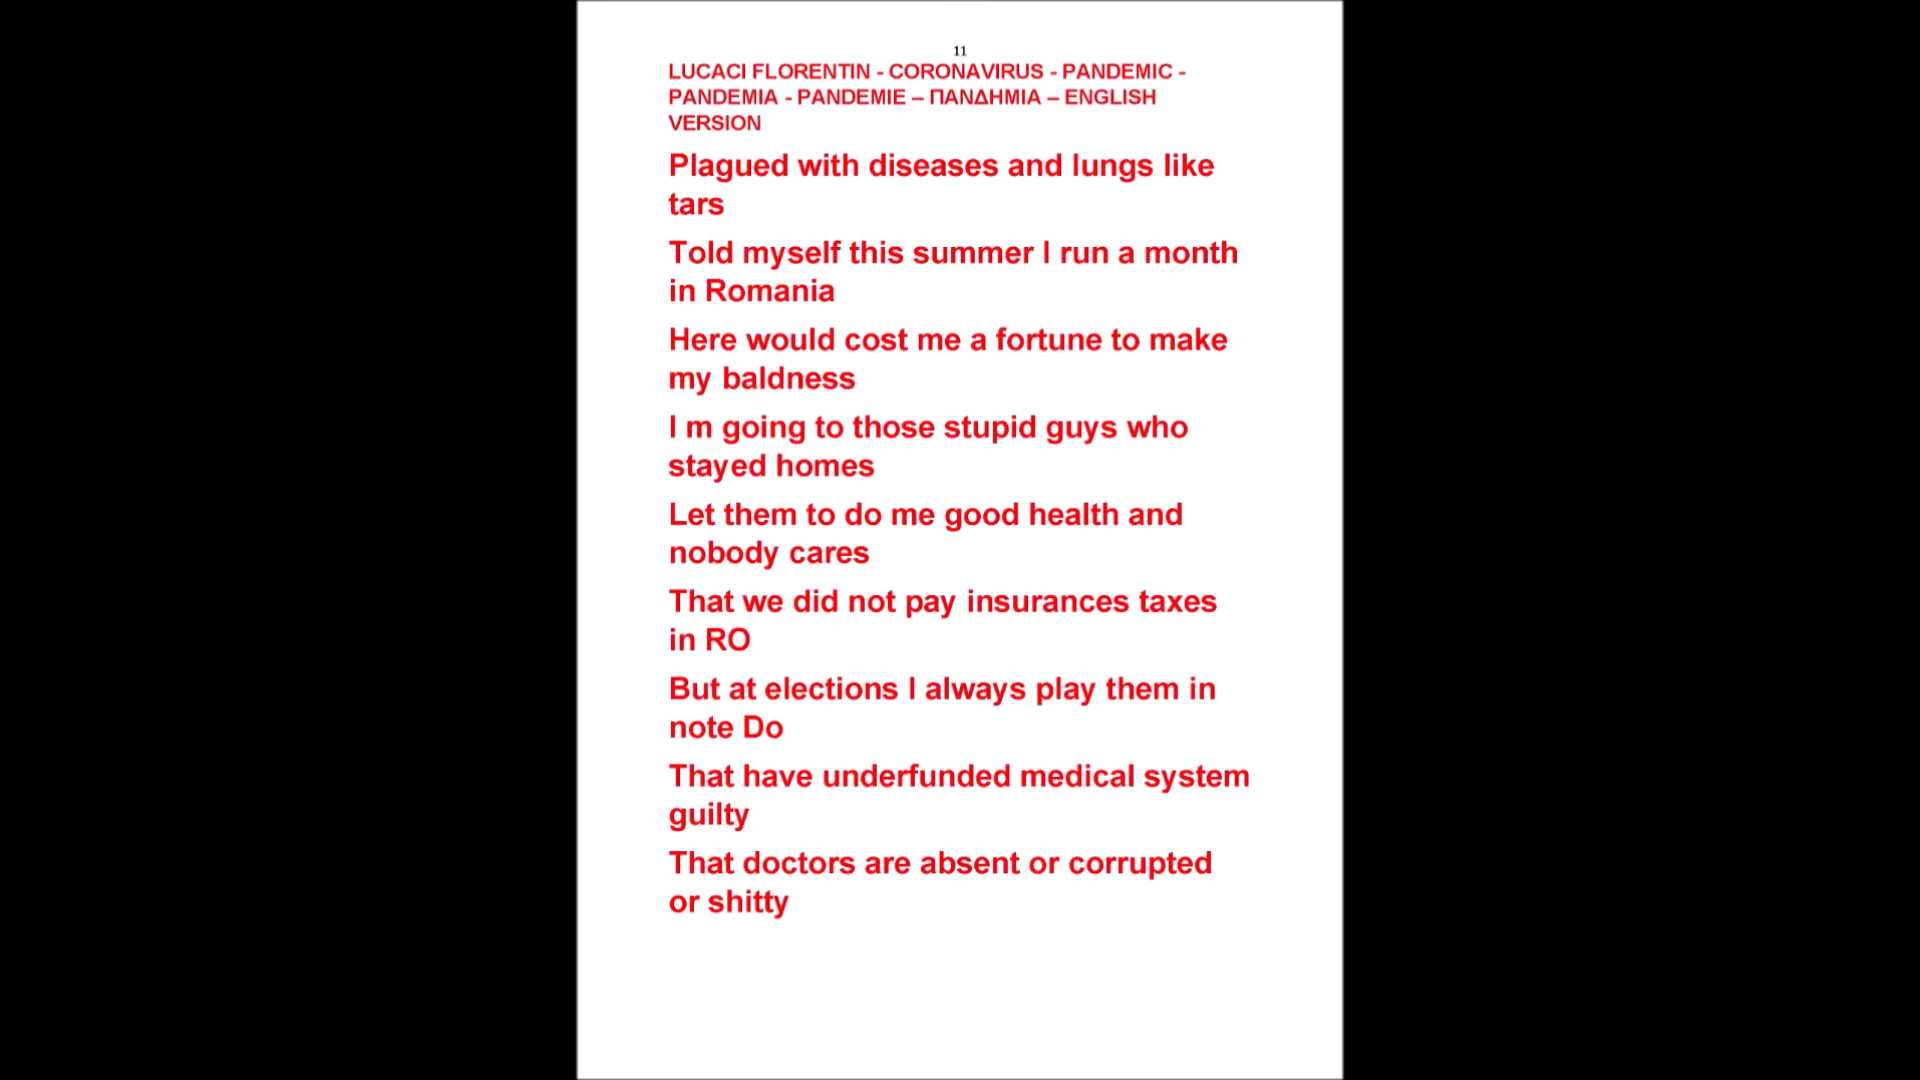 11
LUCACI FLORENTIN - CORONAVIRUS - PANDEMIC -
PANDEMIA - PANDEMIE – ΠΑΝΔΗΜΙΑ – ENGLISH
VERSION
Plagued with diseases and lungs like
tars
Told myself this summer I run a month
in Romania
Here would cost me a fortune to make
my baldness
I m going to those stupid guys who
stayed homes
Let them to do me good health and
nobody cares
That we did not pay insurances taxes
in RO
But at elections I always play them in
note Do
That have underfunded medical system
guilty
That doctors are absent or corrupted
or shitty